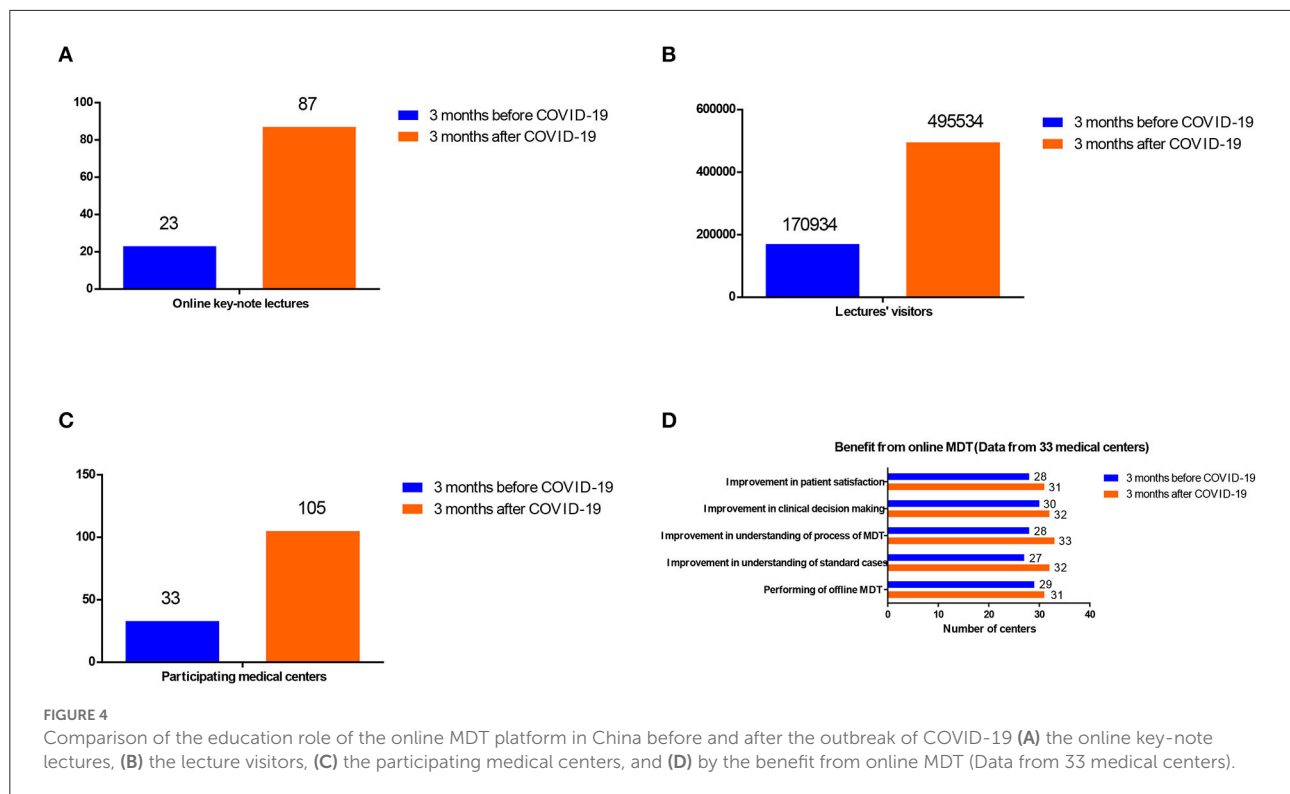 A
100
80
60
40
20
0
23
87
Online key-note lectures
3 months before COVID-19
3 months after COVID-19
B
600000
400000
200000
0
170934
495534
Lectures' visitors
3 months before COVID-19
3 months after COVID-19
C
150
100
50
0
33
105
Participating medical centers
3 months before COVID-19
3 months after COVID-19
D
Benefit from online MDT(Data from 33 medical centers)
Improvement in patient satisfaction
28
31
Improvement in clinical decision making
30
32
Improvement in understanding of process of MDT
28
33
Improvement in understanding of standard cases
27
32
Performing of offline MDT
29
31
0 10 20 30 40
Number of centers
3 months before COVID-19
3 months after COVID-19
FIGURE 4
Comparison of the education role of the online MDT platform in China before and after the outbreak of COVID-19 (A) the online key-note
lectures, (B) the lecture visitors, (C) the participating medical centers, and (D) by the benefit from online MDT (Data from 33 medical centers).